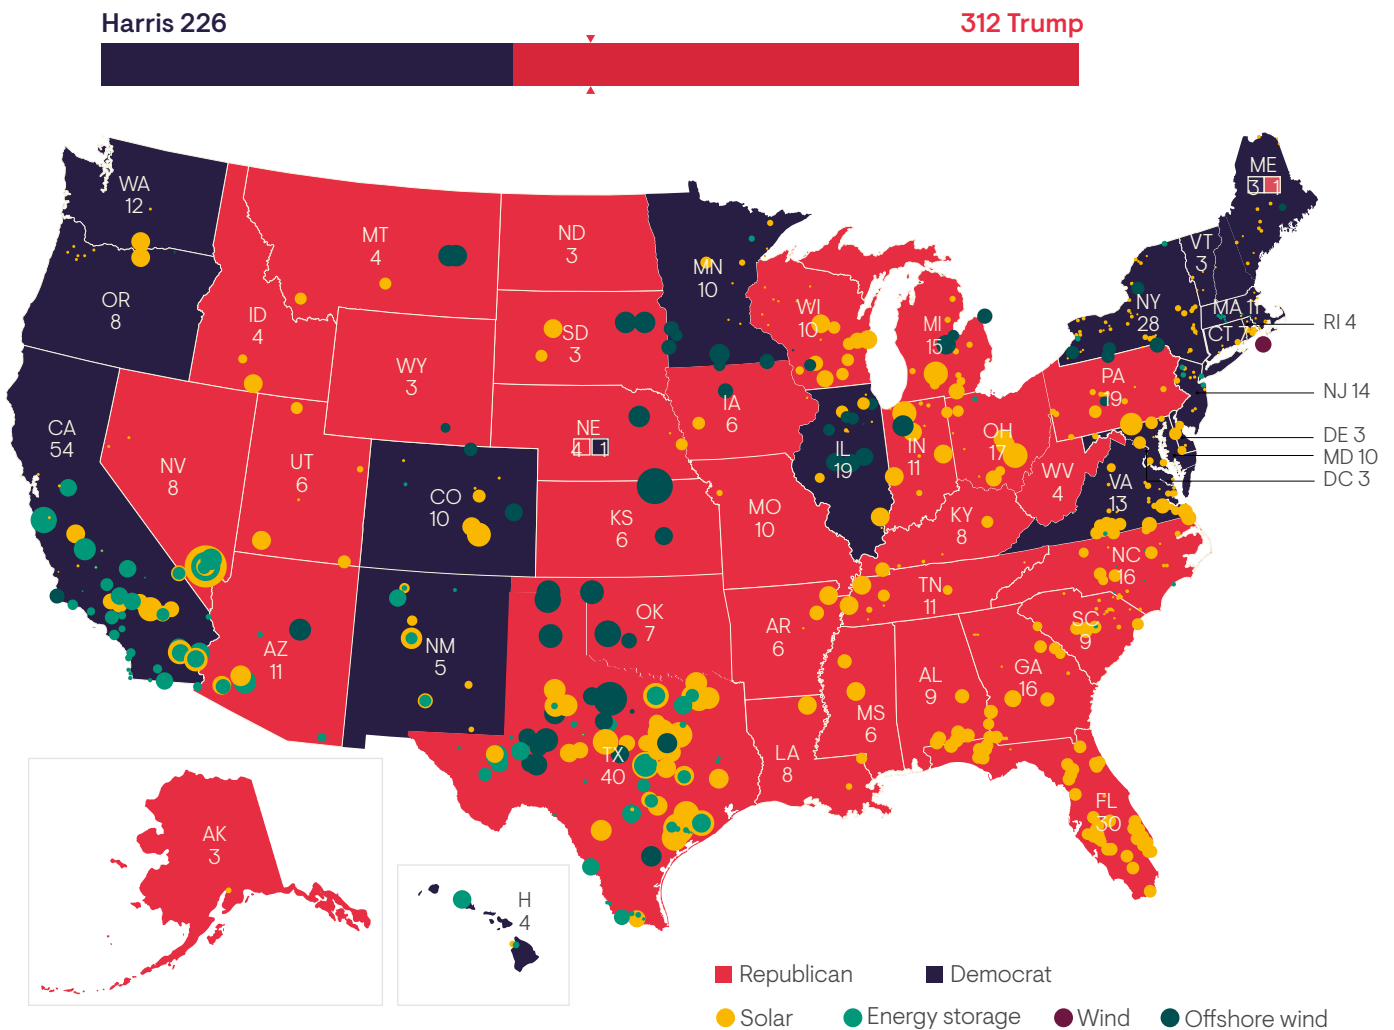 Harris 226
312 Trump
WA
12
OR
8
CA
54
NV
8
ID
4
MT
4
WY
3
UT
6
AZ
11
CO
10
NM
5
ND
3
SD
3
NE
4 1
KS
6
OK
7
TX
40
MN
10
IA
6
MO
10
AR
6
LA
8
WI
10
IL
19
MI
15
IN
11
OH
17
KY
8
TN
11
MS
6
AL
9
GA
16
FL
30
SC
9
NC
16
VA
13
WV
4
PA
19
NY
28
VT
3
ME
3 1
MA 11
CT
RI 4
NJ 14
DE 3
MD 10
DC 3
AK
3
H
4
Republican
Democrat
Solar
Energy storage
Wind
Offshore wind